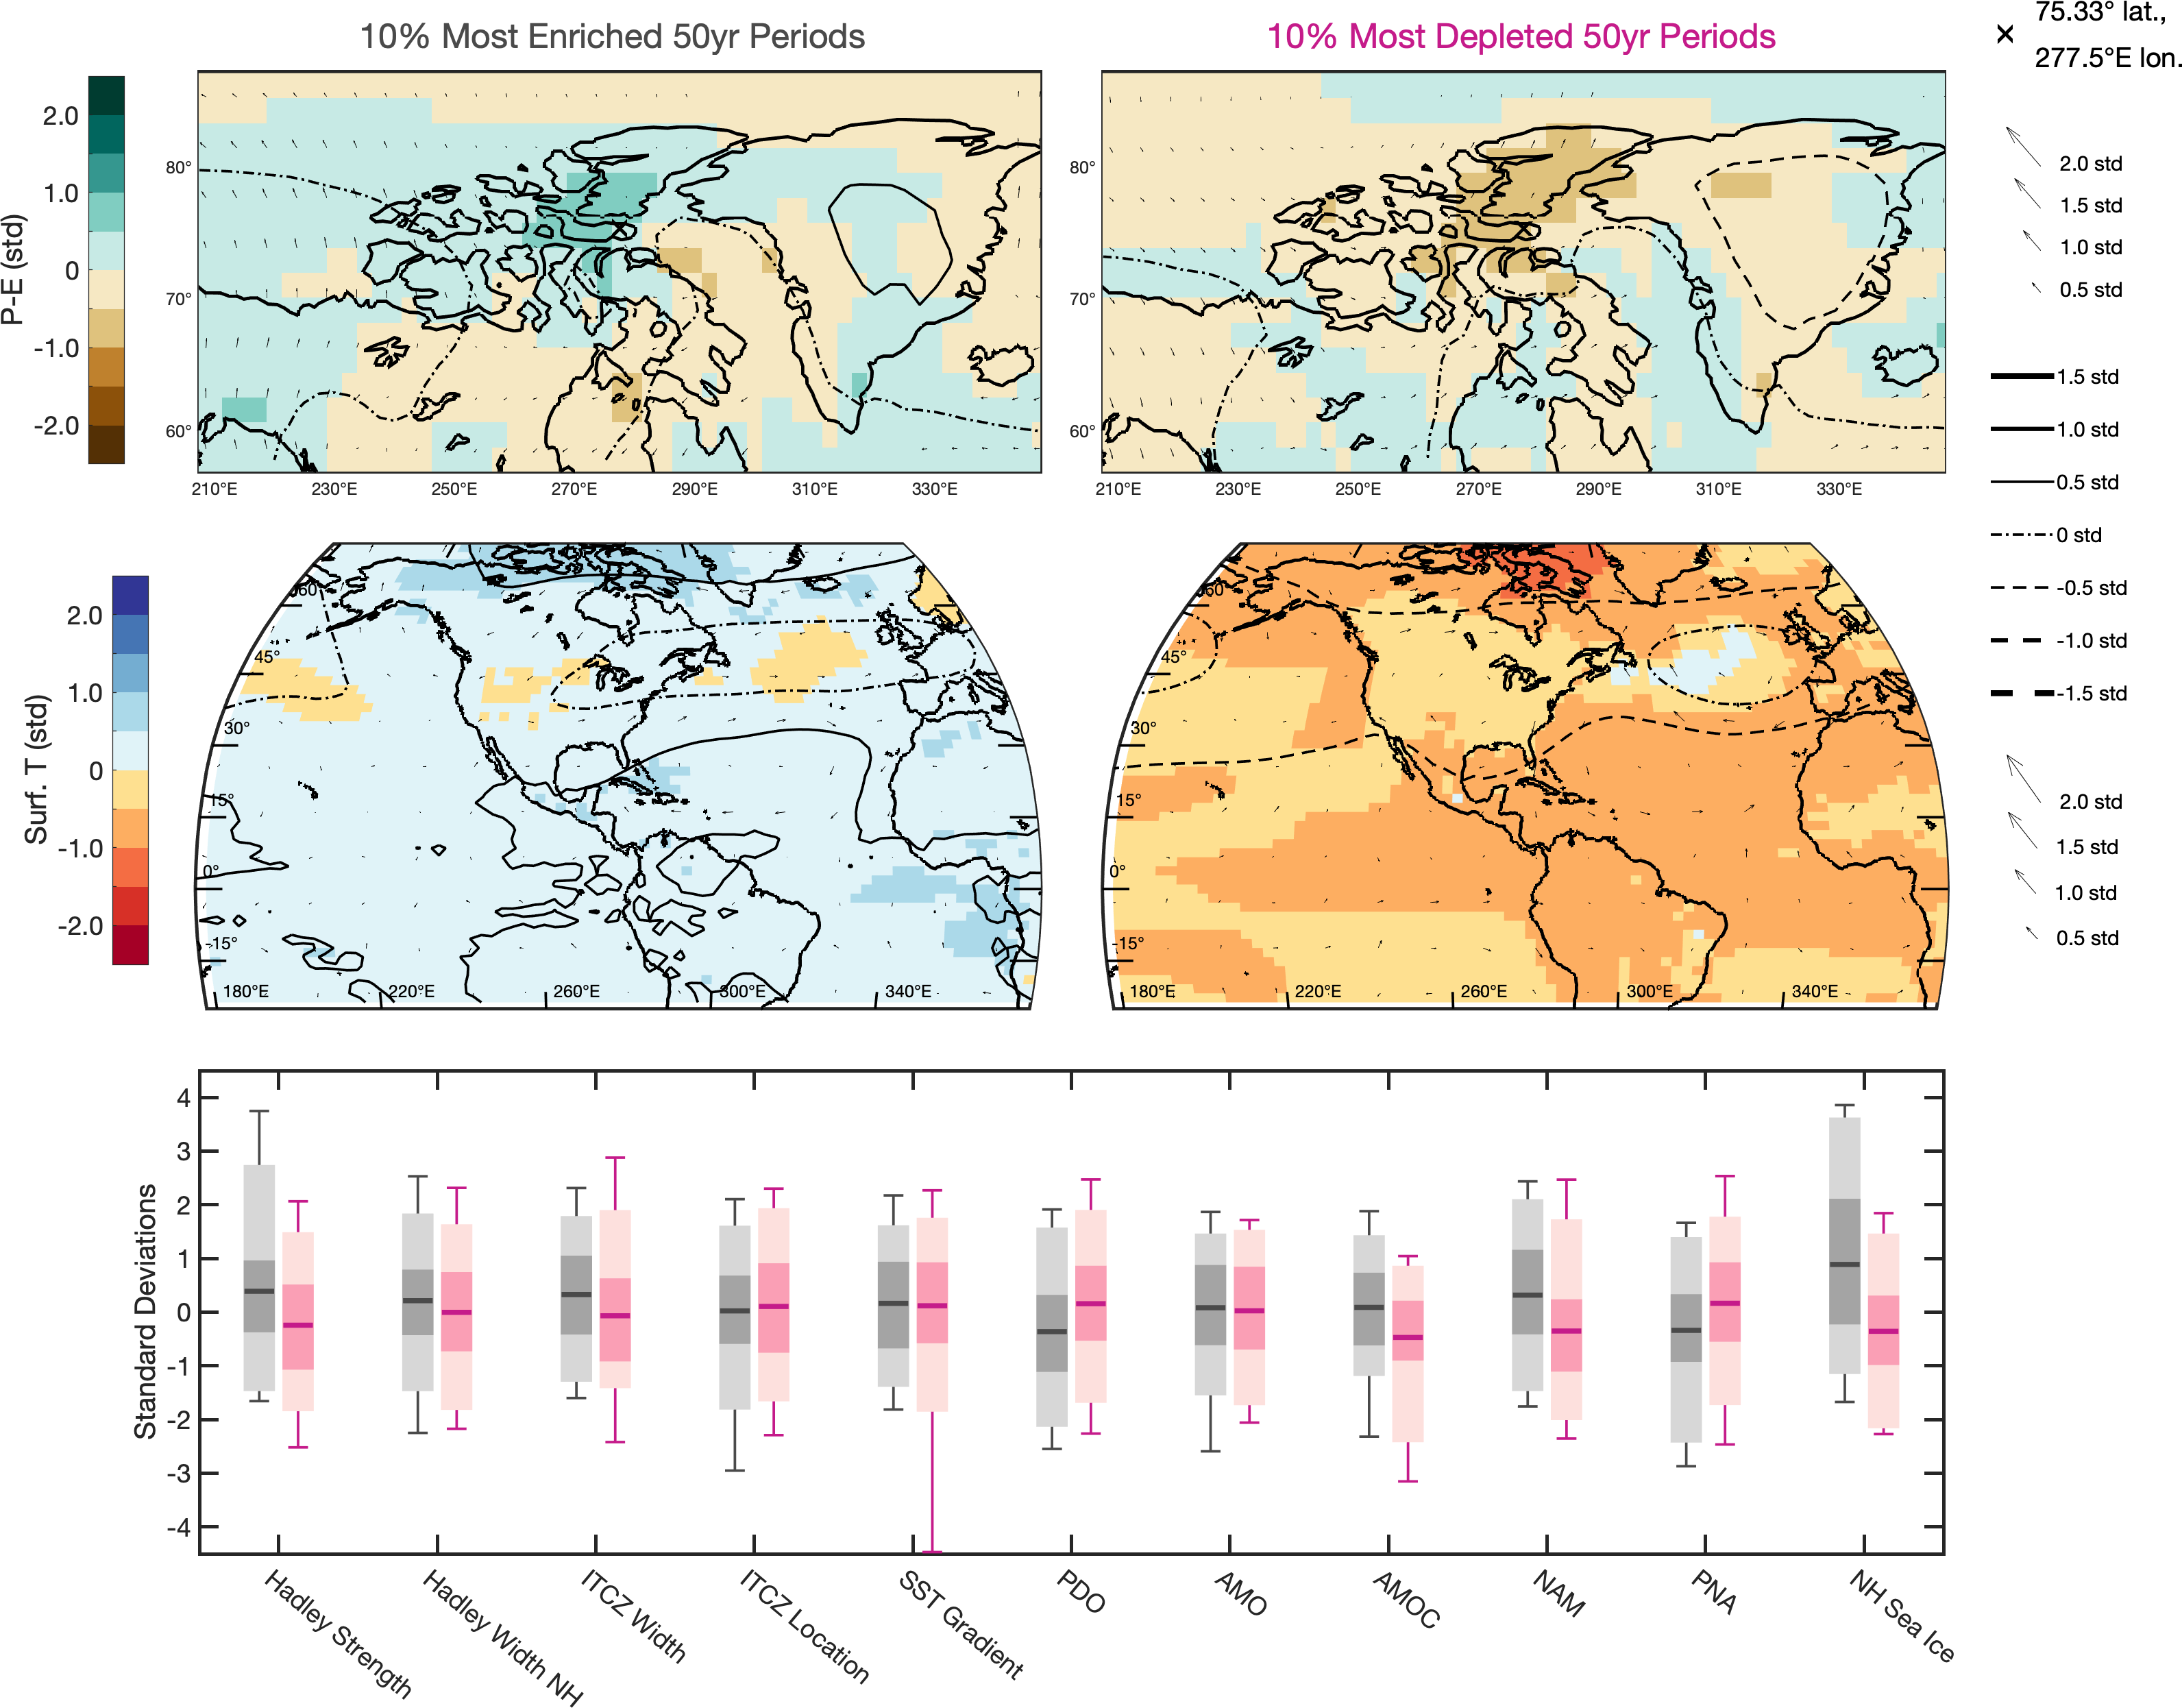 10% Most Enriched 50yr Periods
10% Most Depleted 50yr Periods
75.33° lat.,
277.5°E lon.
P-E (std)
2.0
1.0
0
-1.0
-2.0
80°
70°
60°
210°E 230°E 250°E 270°E 290°E 310°E 330°E
80°
70°
60°
210°E 230°E 250°E 270°E 290°E 310°E 330°E
2.0 std
1.5 std
1.0 std
0.5 std
1.5 std
1.0 std
0.5 std
0 std
-0.5 std
-1.0 std
-1.5 std
Surf. T (std)
2.0
1.0
0
-1.0
-2.0
60°
45°
30°
15°
0°
-15°
180°E 220°E 260°E 300°E 340°E
60°
45°
30°
15°
0°
-15°
180°E 220°E 260°E 300°E 340°E
2.0 std
1.5 std
1.0 std
0.5 std
Standard Deviations
4
3
2
1
0
-1
-2
-3
-4
Hadley Strength
Hadley Width NH
ITCZ Width
ITCZ Location
SST Gradient
PDO
AMO
AMOC
NAM
PNA
NH Sea Ice